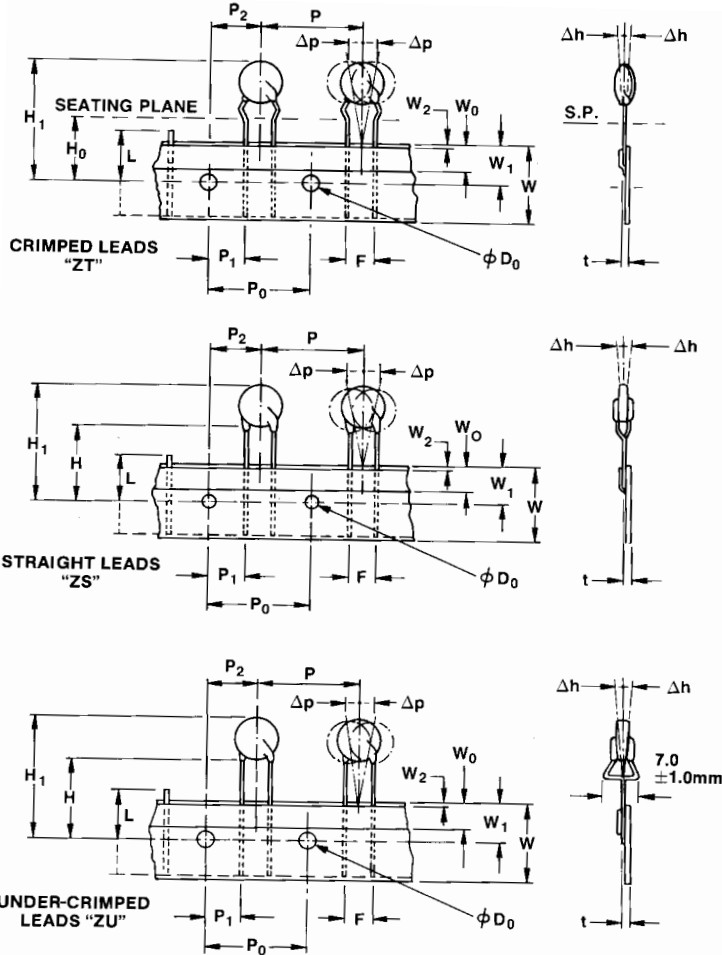 P2 P
Δp Δp
Δh Δh
SEATING PLANE
S.P.
H1
H0
L
W2 W0
W1
W
CRIMPED LEADS
"ZT"
P1
F
ϕD0
P0
t
P2 P
Δp Δp
Δh Δh
W2 WO
H1
H
L
W1
W
STRAIGHT LEADS
"ZS"
P1
F
ϕD0
P0
t
P2 P
Δp Δp
Δh Δh
W2 W0
7.0
±1.0mm
H1
H
L
W1
W
UNDER-CRIMPED
LEADS "ZU"
P1
F
ϕD0
P0
t